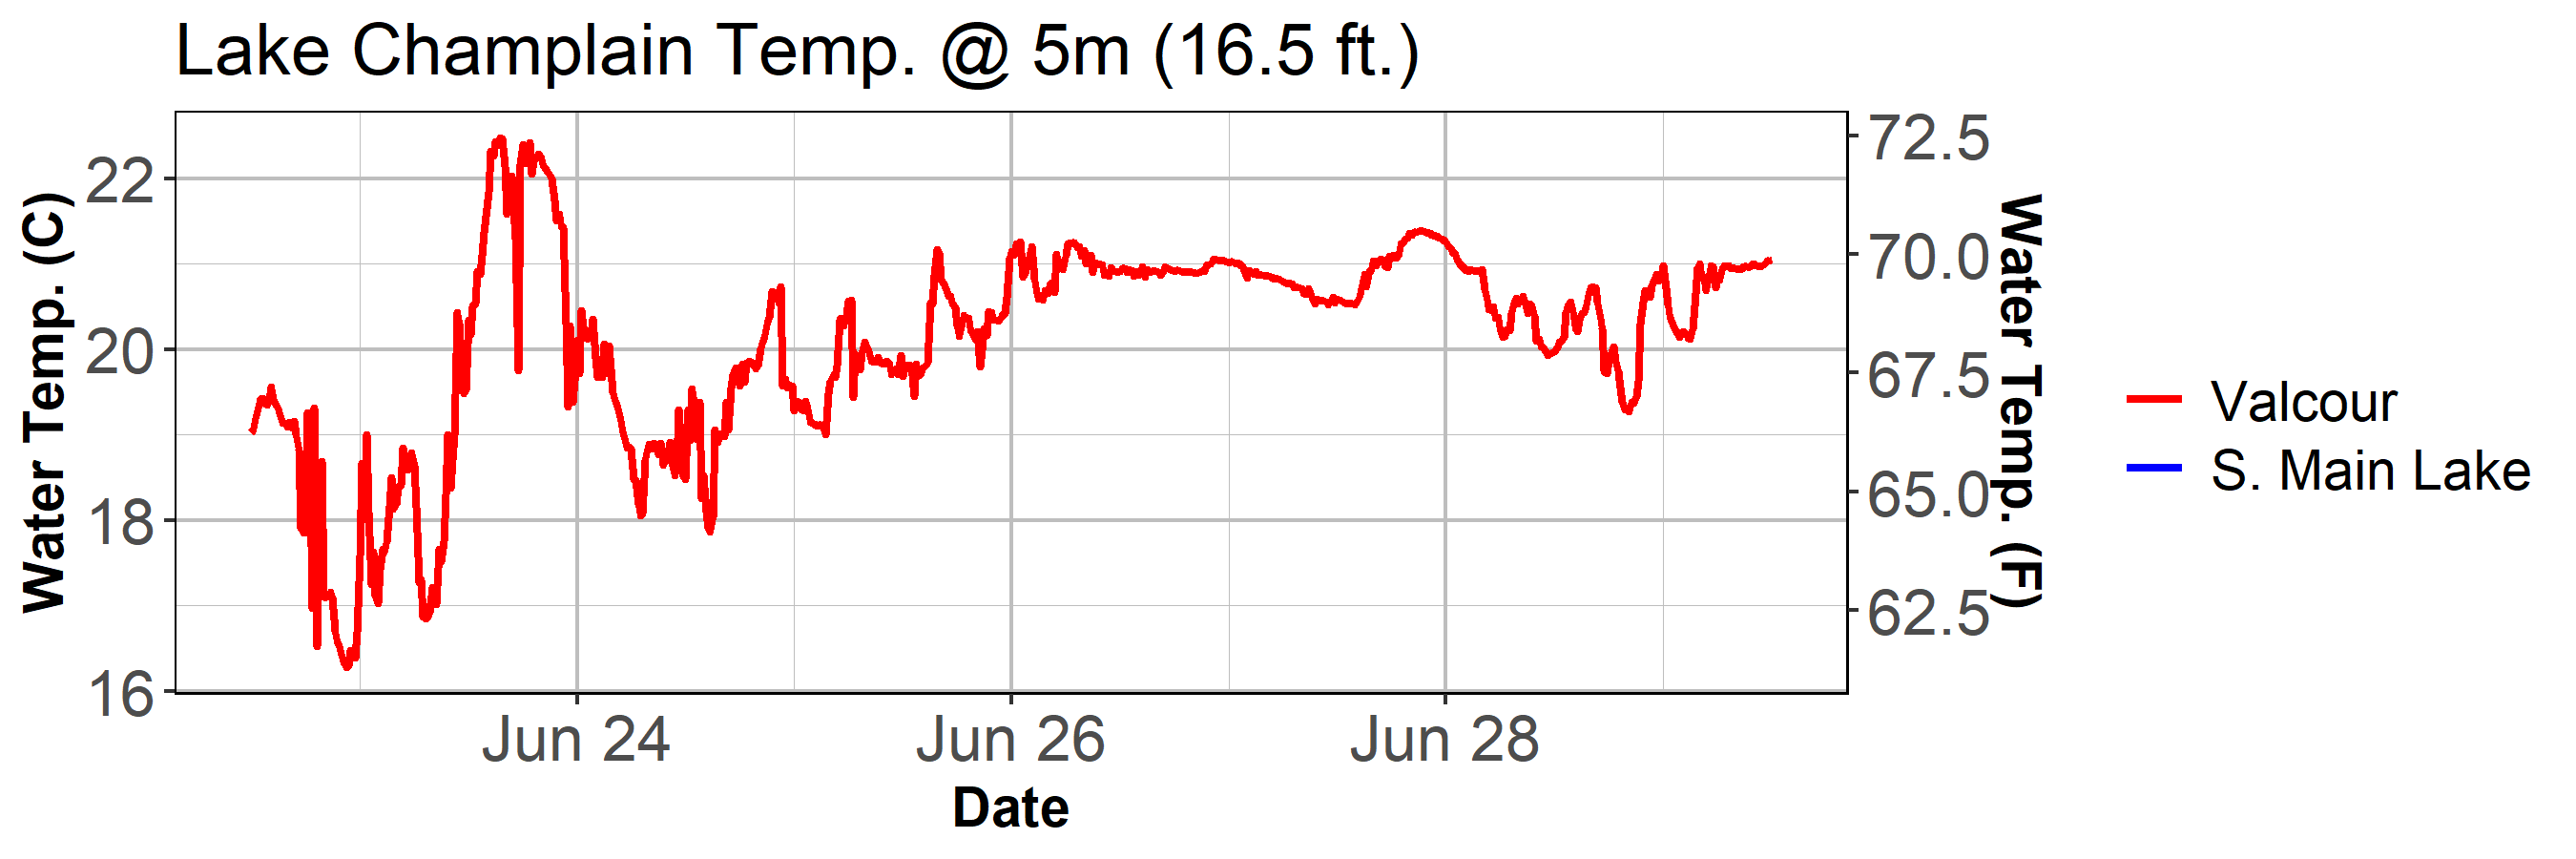 Lake Champlain Temp. @ 5m (16.5 ft.)
Water Temp. (C)
22
20
18
16
72.5
70.0
67.5
65.0
62.5
Water Temp. (F)
Jun 24
Jun 26
Jun 28
Date
Valcour
S. Main Lake